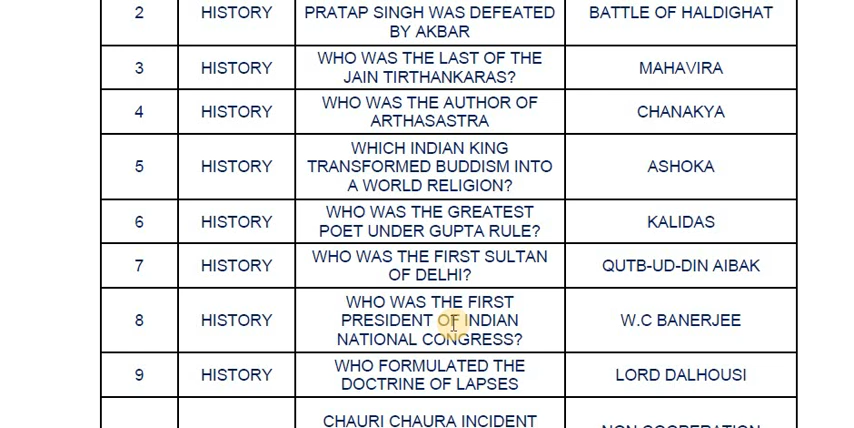 2 HISTORY PRATAP SINGH WAS DEFEATED BY AKBAR BATTLE OF HALDIGHAT
3 HISTORY WHO WAS THE LAST OF THE JAIN TIRTHANKARAS? MAHAVIRA
4 HISTORY WHO WAS THE AUTHOR OF ARTHASASTRA CHANAKYA
5 HISTORY WHICH INDIAN KING TRANSFORMED BUDDISM INTO A WORLD RELIGION? ASHOKA
6 HISTORY WHO WAS THE GREATEST POET UNDER GUPTA RULE? KALIDAS
7 HISTORY WHO WAS THE FIRST SULTAN OF DELHI? QUTB-UD-DIN AIBAK
8 HISTORY WHO WAS THE FIRST PRESIDENT OF INDIAN NATIONAL CONGRESS? W.C BANERJEE
9 HISTORY WHO FORMULATED THE DOCTRINE OF LAPSES LORD DALHOUSI
CHAURI CHAURA INCIDENT NON COOPERATION